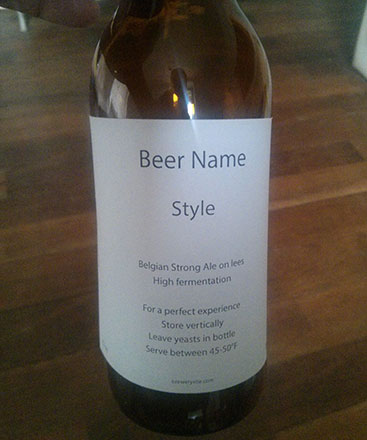 Beer Name
Style
Belgian Strong Ale on lees
High fermentation
For a perfect experience
Store vertically
Leave yeasts in bottle
Serve between 45-50°F